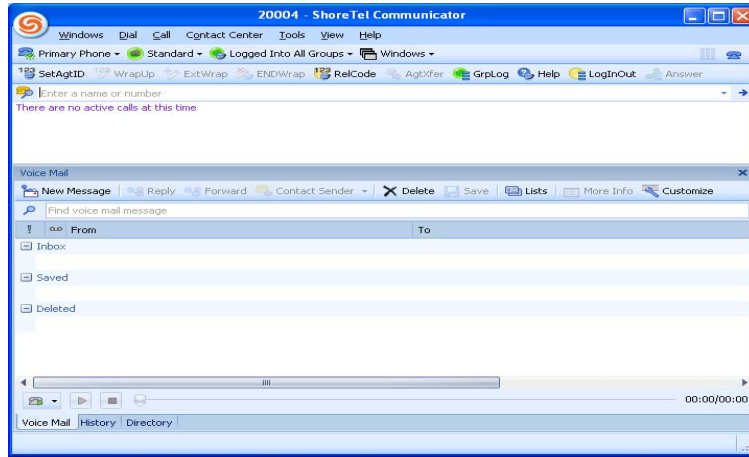 20004 - ShoreTel Communicator
Windows Dial Call Contact Center Tools View Help
Primary Phone Standard Logged Into All Groups Windows
123 SetAgtID 123 WrapUp ExtWrap ENDWrap 123 RelCode AgtXfer GrpLog Help LogInOut Answer
Enter a name or number
There are no active calls at this time
Voice Mail
New Message Reply Forward Contact Sender Delete Save Lists More Info Customize
Find voice mail message
! From To
Inbox
Saved
Deleted
00:00/00:00
Voice Mail History Directory